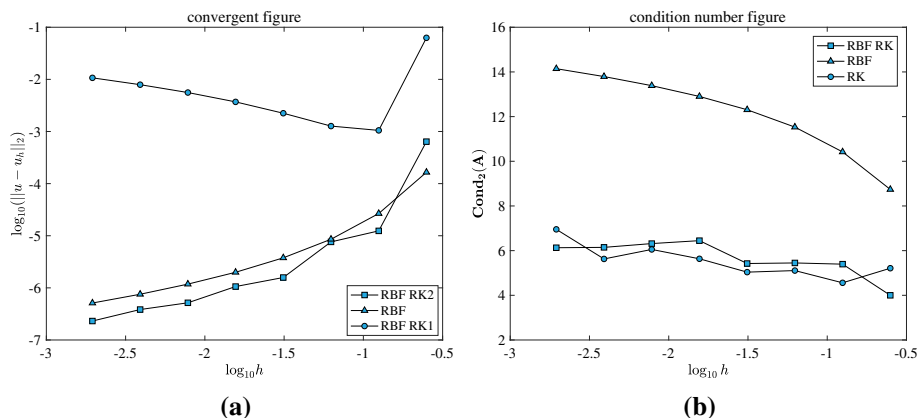 convergent figure
-1
-2
-3
-4
-5
-6
-7
log10(||u − uh||2)
RBF RK2
RBF
RBF RK1
-3 -2.5 -2 -1.5 -1 -0.5
log10 h
(a)
condition number figure
16
14
12
10
8
6
4
2
Cond2(A)
RBF RK
RBF
RK
-3 -2.5 -2 -1.5 -1 -0.5
log10 h
(b)